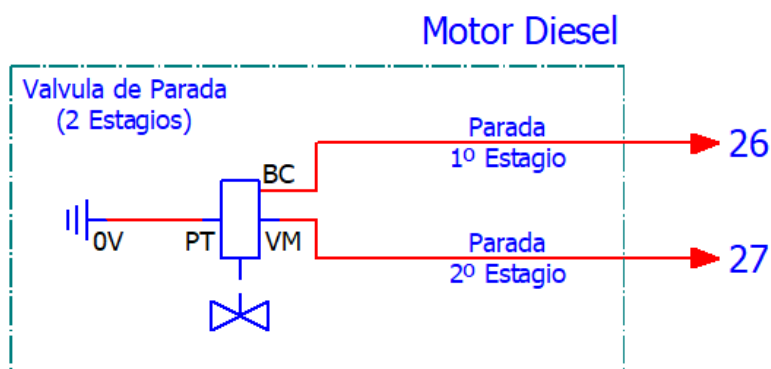 Motor Diesel
Valvula de Parada
(2 Estagios)
Parada
1º Estagio
26
BC
0V
PT
VM
Parada
2º Estagio
27